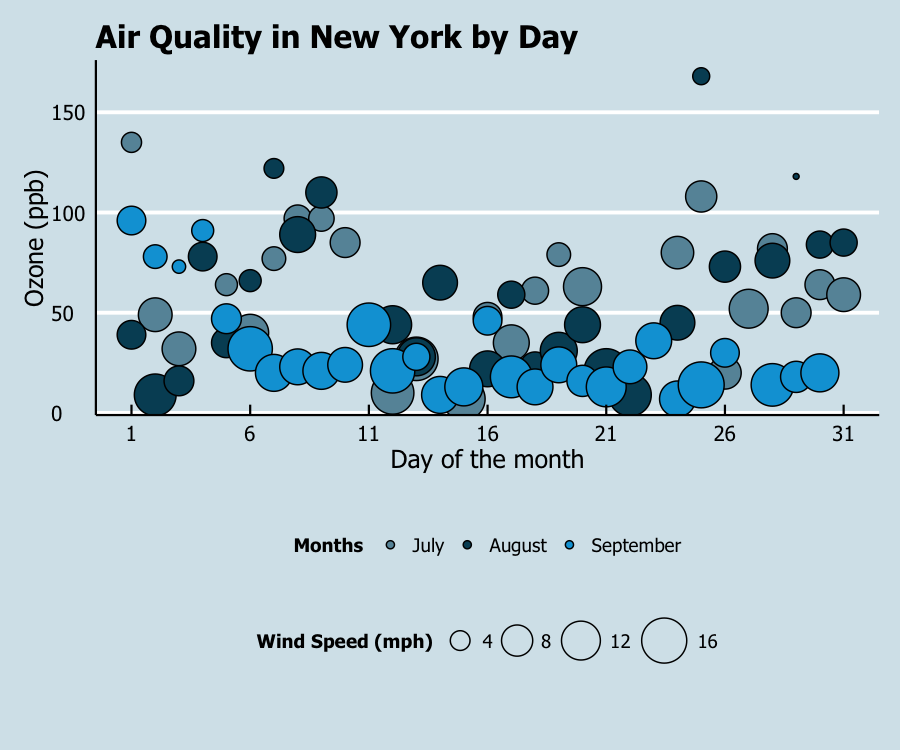 Air Quality in New York by Day
Ozone (ppb)
150
100
50
0
1 6 11 16 21 26 31
Day of the month
Months July August September
Wind Speed (mph) 4 8 12 16